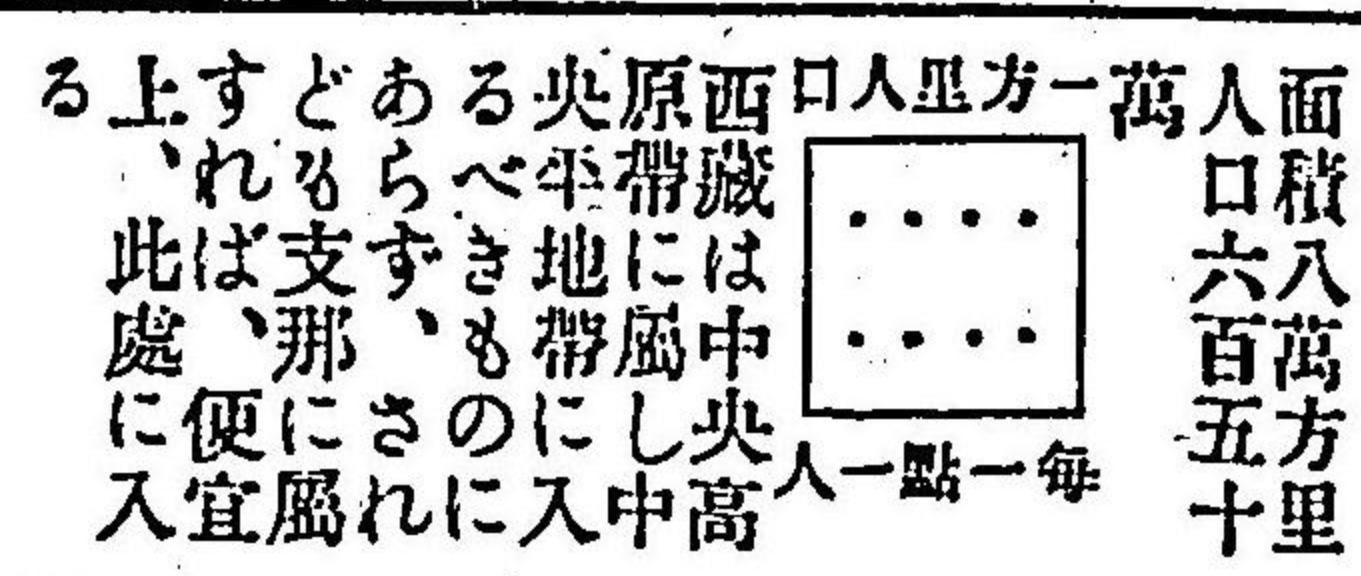 面積八萬方里
人口六百五十
萬
一方里人口
每一點一人
西藏は中央高
原帶に屬し中
央平地帶に入
るべきものに
あらず、され
ども支那に屬
すれば、便宜
上、此處に入
る